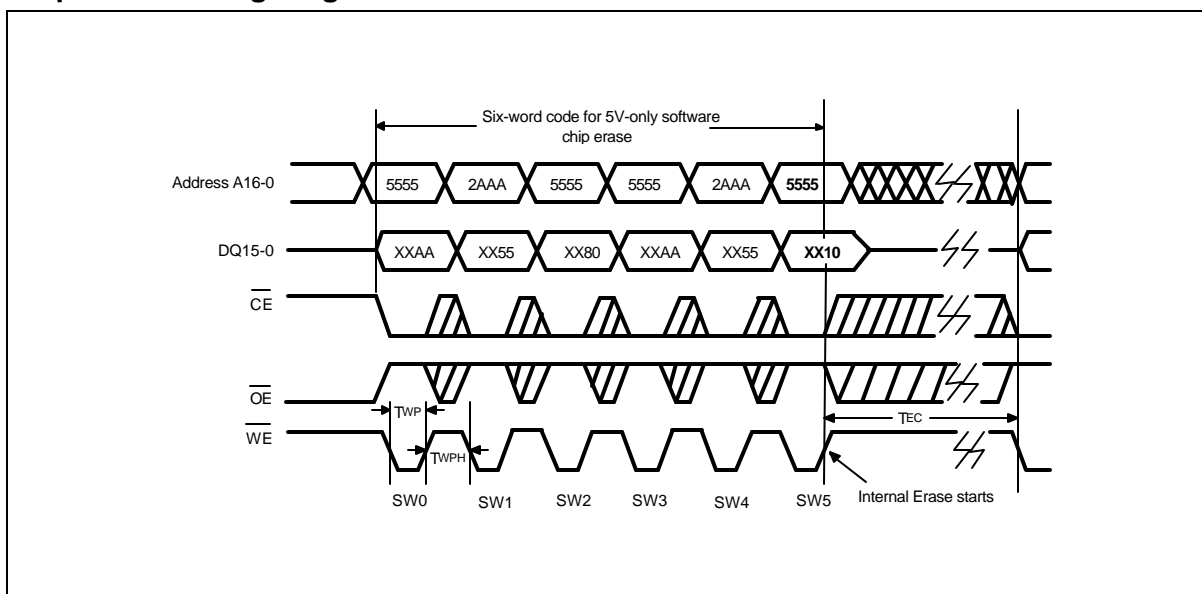 Six-word code for 5V-only software
chip erase
Address A16-0
5555 2AAA 5555 5555 2AAA 5555
DQ15-0
XXAA XX55 XX80 XXAA XX55 XX10
CE
OE
TWP
TEC
WE
TWPH
Internal Erase starts
SW0 SW1 SW2 SW3 SW4 SW5